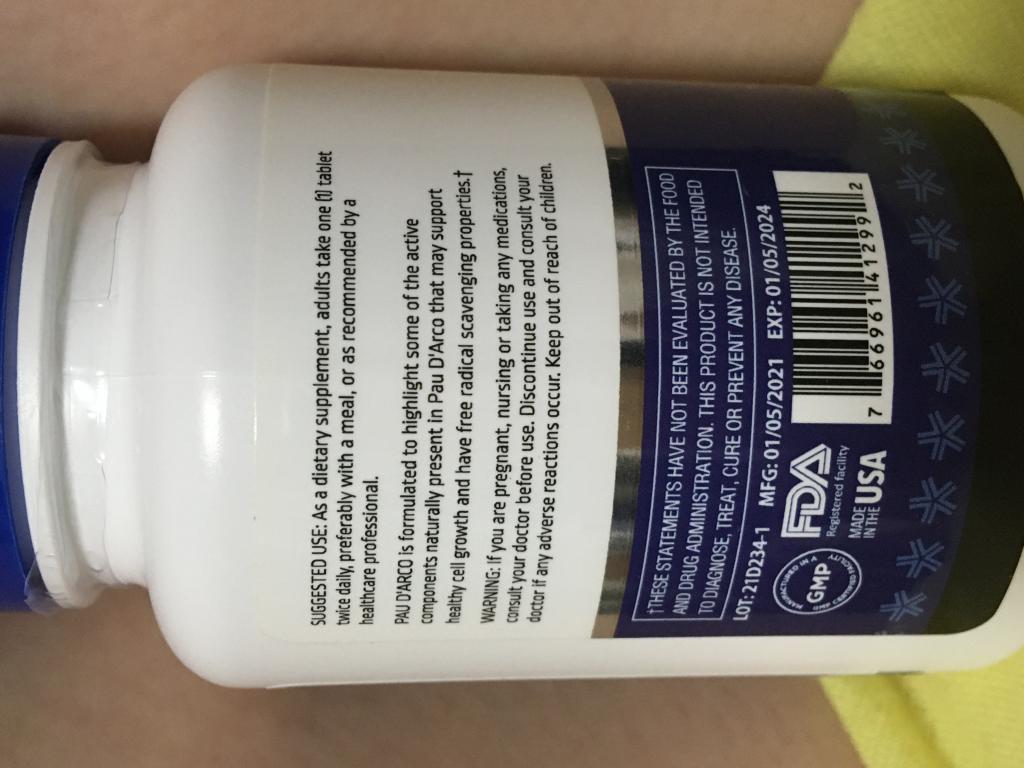 SUGGESTED USE: As a dietary supplement, adults take one (1) tablet
twice daily, preferably with a meal, or as recommended by a
healthcare professional.
PAU D'ARCO is formulated to highlight some of the active
components naturally present in Pau D'Arco that may support
healthy cell growth and have free radical scavenging properties.†
WARNING: If you are pregnant, nursing or taking any medications,
consult your doctor before use. Discontinue use and consult your
doctor if any adverse reactions occur. Keep out of reach of children.
†THESE STATEMENTS HAVE NOT BEEN EVALUATED BY THE FOOD
AND DRUG ADMINISTRATION. THIS PRODUCT IS NOT INTENDED
TO DIAGNOSE, TREAT, CURE OR PREVENT ANY DISEASE.
LOT:21D234-1 MFG: 01/05/2021 EXP: 01/05/2024
MANUFACTURED IN A
GMP
GMP CERTIFIED FACILITY
FDA
Registered facility
MADE
IN THE USA
7 66961 41299 2